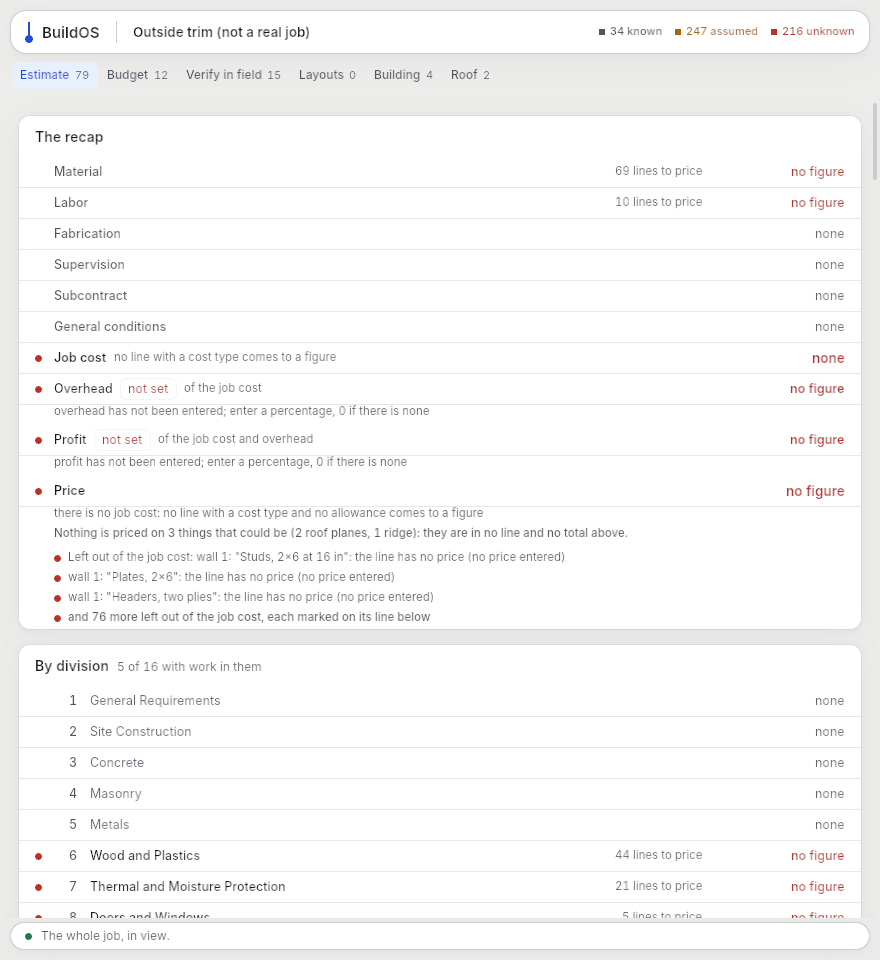 BuildOS
Outside trim (not a real job)
34 known 247 assumed 216 unknown
Estimate 79 Budget 12 Verify in field 15 Layouts 0 Building 4 Roof 2
The recap
Material 69 lines to price no figure
Labor 10 lines to price no figure
Fabrication none
Supervision none
Subcontract none
General conditions none
Job cost no line with a cost type comes to a figure none
Overhead not set of the job cost no figure
overhead has not been entered; enter a percentage, 0 if there is none
Profit not set of the job cost and overhead no figure
profit has not been entered; enter a percentage, 0 if there is none
Price no figure
there is no job cost: no line with a cost type and no allowance comes to a figure
Nothing is priced on 3 things that could be (2 roof planes, 1 ridge): they are in no line and no total above.
Left out of the job cost: wall 1: "Studs, 2×6 at 16 in": the line has no price (no price entered)
wall 1: "Plates, 2×6": the line has no price (no price entered)
wall 1: "Headers, two plies": the line has no price (no price entered)
and 76 more left out of the job cost, each marked on its line below
By division 5 of 16 with work in them
1 General Requirements none
2 Site Construction none
3 Concrete none
4 Masonry none
5 Metals none
6 Wood and Plastics 44 lines to price no figure
7 Thermal and Moisture Protection 21 lines to price no figure
8 Doors and Windows 5 lines to price no figure
The whole job, in view.